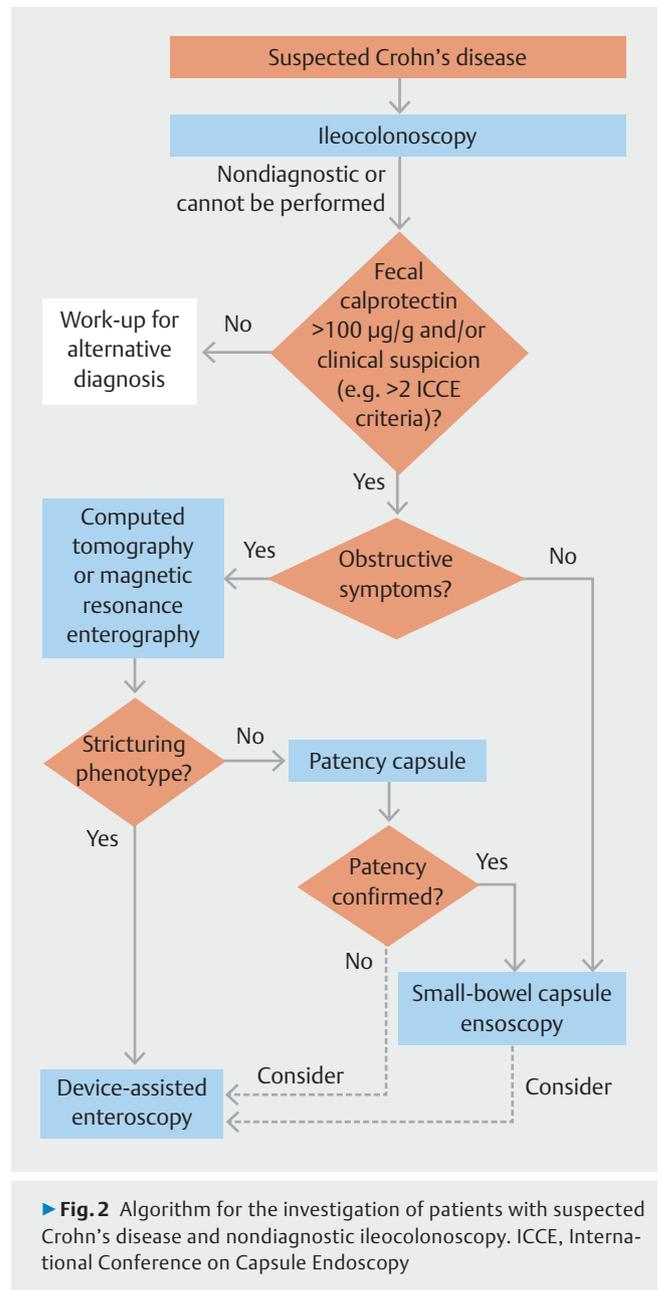 Suspected Crohn's disease
Ileocolonoscopy
Nondiagnostic or
cannot be performed
Fecal
calprotectin
>100 µg/g and/or
clinical suspicion
(e.g. >2 ICCE
criteria)?
No
Work-up for
alternative
diagnosis
Yes
Obstructive
symptoms?
Yes
No
Computed
tomography
or magnetic
resonance
enterography
Stricturing
phenotype?
No
Patency capsule
Yes
Patency
confirmed?
Yes
No
Small-bowel capsule
ensoscopy
Consider
Consider
Device-assisted
enteroscopy
▶ Fig. 2 Algorithm for the investigation of patients with suspected
Crohn's disease and nondiagnostic ileocolonoscopy. ICCE, Interna-
tional Conference on Capsule Endoscopy